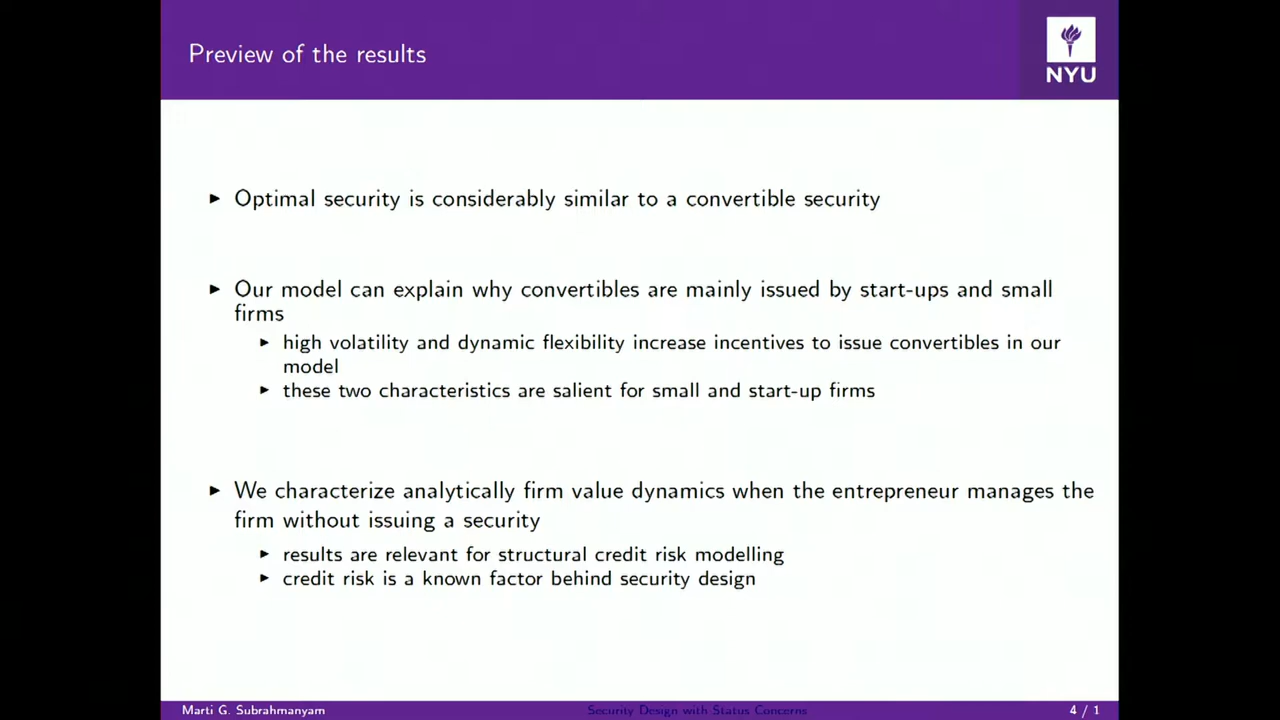 Preview of the results
NYU
Optimal security is considerably similar to a convertible security
Our model can explain why convertibles are mainly issued by start-ups and small
firms
high volatility and dynamic flexibility increase incentives to issue convertibles in our
model
these two characteristics are salient for small and start-up firms
We characterize analytically firm value dynamics when the entrepreneur manages the
firm without issuing a security
results are relevant for structural credit risk modelling
credit risk is a known factor behind security design
Marti G. Subrahmanyam
Security Design with Status Concerns
4 / 1